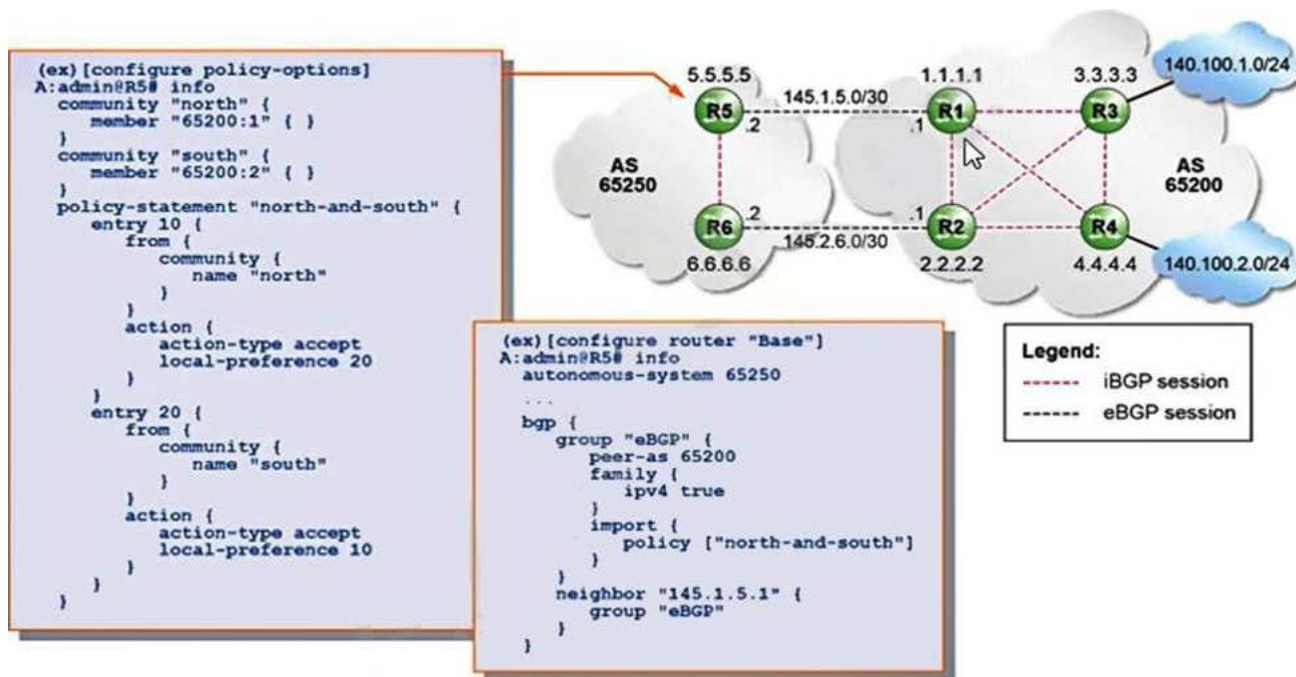 (ex)[configure policy-options]
A:admin@R5# info
community "north" {
member "65200:1" { }
}
community "south" {
member "65200:2" { }
}
policy-statement "north-and-south" {
entry 10 {
from {
community {
name "north"
}
}
action {
action-type accept
local-preference 20
}
}
entry 20 {
from {
community {
name "south"
}
}
action {
action-type accept
local-preference 10
}
}
}
5.5.5.5
R5
.2
145.1.5.0/30
1.1.1.1
R1
.1
3.3.3.3
R3
140.100.1.0/24
AS
65250
AS
65200
R6
.2
6.6.6.6
145.2.6.0/30
.1
R2
2.2.2.2
R4
4.4.4.4
140.100.2.0/24
(ex)[configure router "Base"]
A:admin@R5# info
autonomous-system 65250
...
bgp {
group "eBGP" {
peer-as 65200
family {
ipv4 true
}
import {
policy ["north-and-south"]
}
}
neighbor "145.1.5.1" {
group "eBGP"
}
}
Legend:
iBGP session
eBGP session